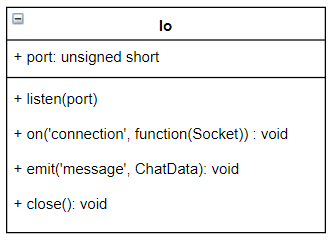 Io
+ port: unsigned short
+ listen(port)
+ on('connection', function(Socket)) : void
+ emit('message', ChatData): void
+ close(): void